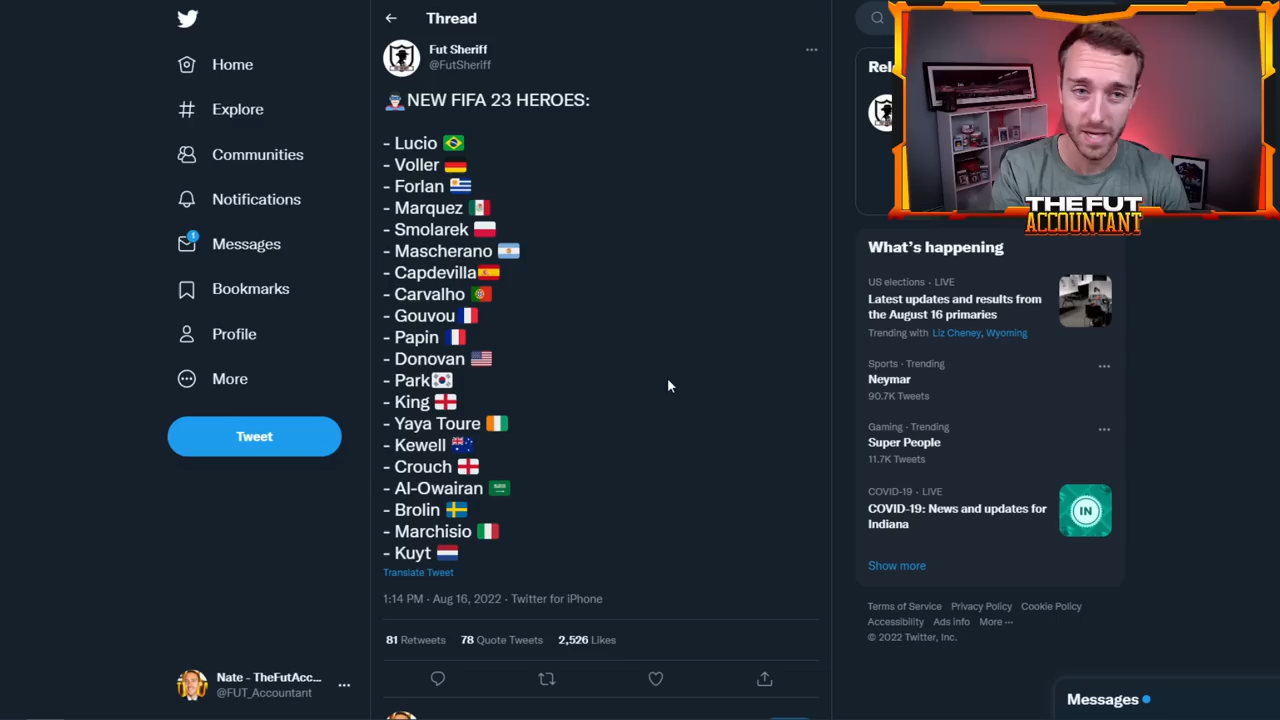 Home
Explore
Communities
Notifications
1
Messages
Bookmarks
Profile
More
Tweet
Nate - TheFutAcc...
@FUT_Accountant
Thread
Fut Sheriff
@FutSheriff
NEW FIFA 23 HEROES:
- Lucio
- Voller
- Forlan
- Marquez
- Smolarek
- Mascherano
- Capdevilla
- Carvalho
- Gouvou
- Papin
- Donovan
- Park
- King
- Yaya Toure
- Kewell
- Crouch
- Al-Owairan
- Brolin
- Marchisio
- Kuyt
Translate Tweet
1:14 PM · Aug 16, 2022 · Twitter for iPhone
81 Retweets 78 Quote Tweets 2,526 Likes
THE FUT
ACCOUNTANT
What's happening
US elections · LIVE
Latest updates and results from
the August 16 primaries
Trending with Liz Cheney, Wyoming
Sports · Trending
Neymar
90.7K Tweets
Gaming · Trending
Super People
11.7K Tweets
COVID-19 · LIVE
COVID-19: News and updates for
Indiana
IN
Show more
Terms of Service Privacy Policy Cookie Policy
Accessibility Ads info More ···
© 2022 Twitter, Inc.
Messages